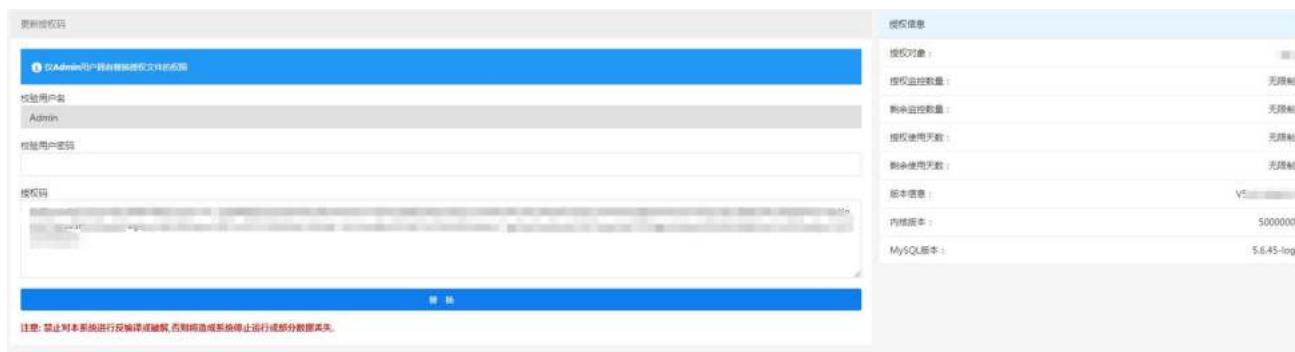 更新授权码
仅Admin用户拥有替换授权文件的权限
校验用户名
Admin
校验用户密码
授权码
替 换
注意: 禁止对本系统进行反编译或破解,否则将造成系统停止运行或部分数据丢失.
授权信息
授权对象：
授权监控数量： 无限制
剩余监控数量： 无限制
授权使用天数： 无限制
剩余使用天数： 无限制
版本信息： V5
内核版本： 5000000
MySQL版本： 5.6.45-log